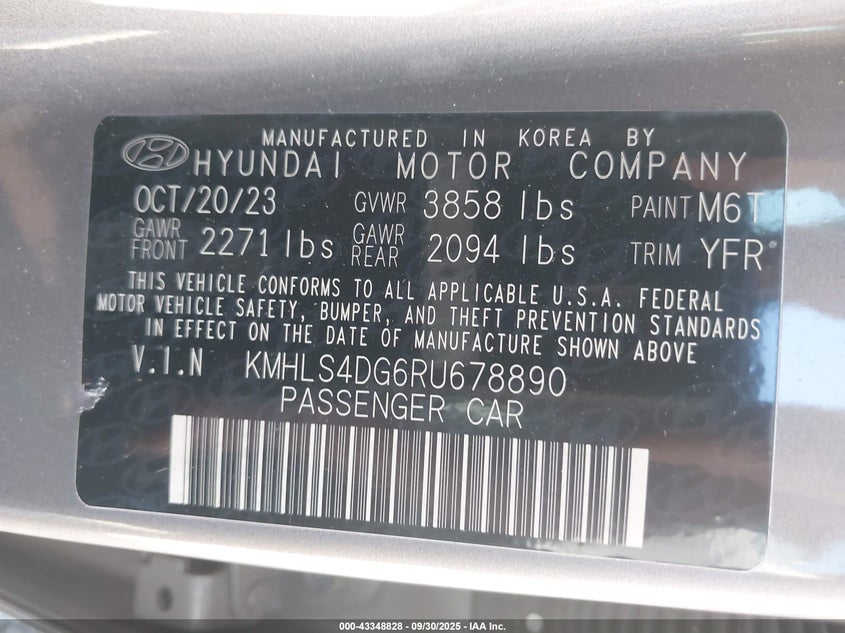 MANUFACTURED IN KOREA BY
HYUNDAI MOTOR COMPANY
OCT/20/23 GVWR 3858 lbs PAINT M6T
GAWR FRONT 2271 lbs GAWR REAR 2094 lbs TRIM YFR
THIS VEHICLE CONFORMS TO ALL APPLICABLE U.S.A. FEDERAL
MOTOR VEHICLE SAFETY, BUMPER, AND THEFT PREVENTION STANDARDS
IN EFFECT ON THE DATE OF MANUFACTURE SHOWN ABOVE
V.I.N KMHLS4DG6RU678890
PASSENGER CAR
000-43348828 - 09/30/2025 - IAA Inc.